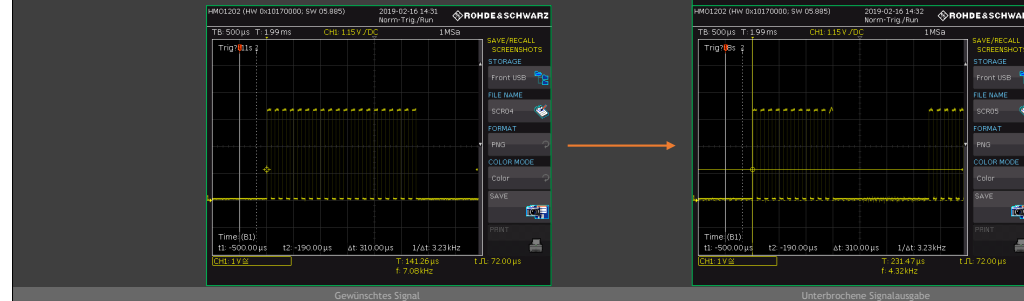 HMO1202 (HW 0x10170000; SW 05.885)
2019-02-16 14:31
Norm-Trig./Run
ROHDE&SCHWARZ
TB: 500µs T: 1.99ms CH1: 1.15 V./DC 1MSa
Trig?
SAVE/RECALL
SCREENSHOTS
STORAGE
Front USB
FILE NAME
SCR04
FORMAT
PNG
COLOR MODE
Color
SAVE
PRINT
Time:(B1)
t1: -500.00µs t2: -190.00µs Δt: 310.00µs 1/Δt: 3.23kHz
CH1: 1V
T: 141.26µs
f: 7.08kHz
72.00µs
Gewünschtes Signal
HMO1202 (HW 0x10170000; SW 05.885)
2019-02-16 14:32
Norm-Trig./Run
ROHDE&SCHWARZ
TB: 500µs T: 1.99ms CH1: 1.15 V./DC 1MSa
Trig?
SAVE/RECALL
SCREENSHOTS
STORAGE
Front USB
FILE NAME
SCR05
FORMAT
PNG
COLOR MODE
Color
SAVE
PRINT
Time:(B1)
t1: -500.00µs t2: -190.00µs Δt: 310.00µs 1/Δt: 3.23kHz
CH1: 1V
T: 231.47µs
f: 4.32kHz
72.00µs
Unterbrochene Signalausgabe